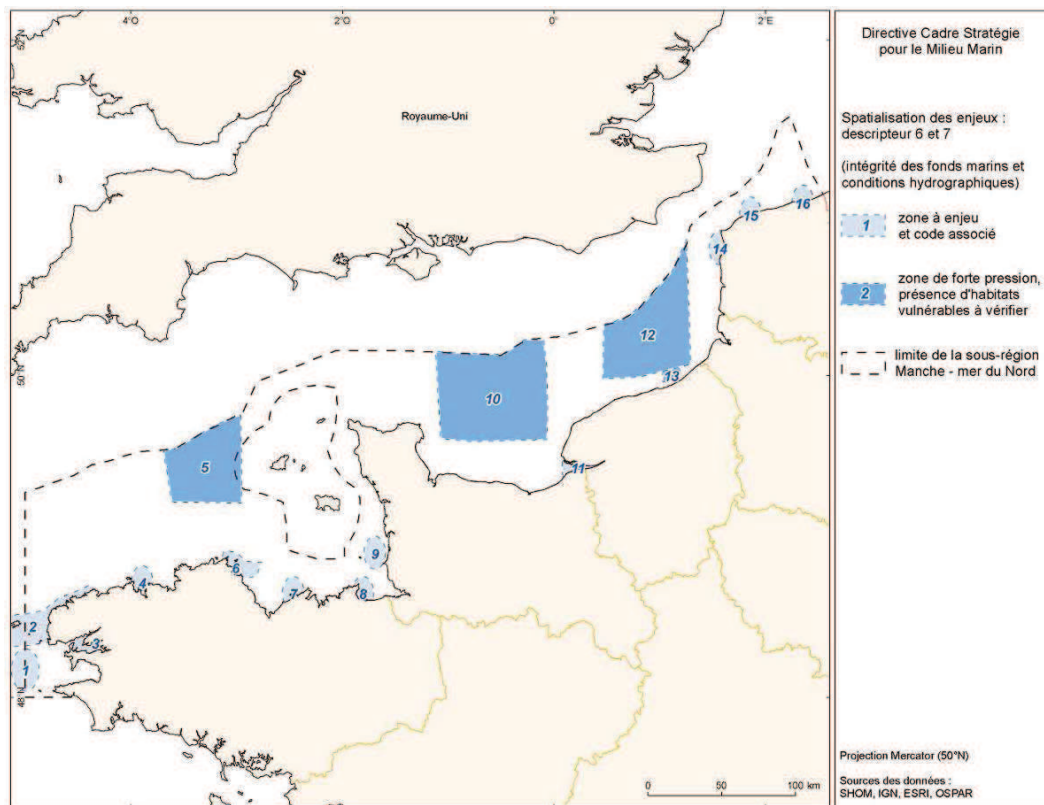 4°O
2°O
0°
2°E
52°N
50°N
48°N
Royaume-Uni
1
2
3
4
5
6
7
8
9
10
11
12
13
14
15
16
0
50
100 km
Directive Cadre Stratégie
pour le Milieu Marin
Spatialisation des enjeux :
descripteur 6 et 7
(intégrité des fonds marins et
conditions hydrographiques)
1
zone à enjeu
et code associé
2
zone de forte pression,
présence d'habitats
vulnérables à vérifier
limite de la sous-région
Manche - mer du Nord
Projection Mercator (50°N)
Sources des données :
SHOM, IGN, ESRI, OSPAR